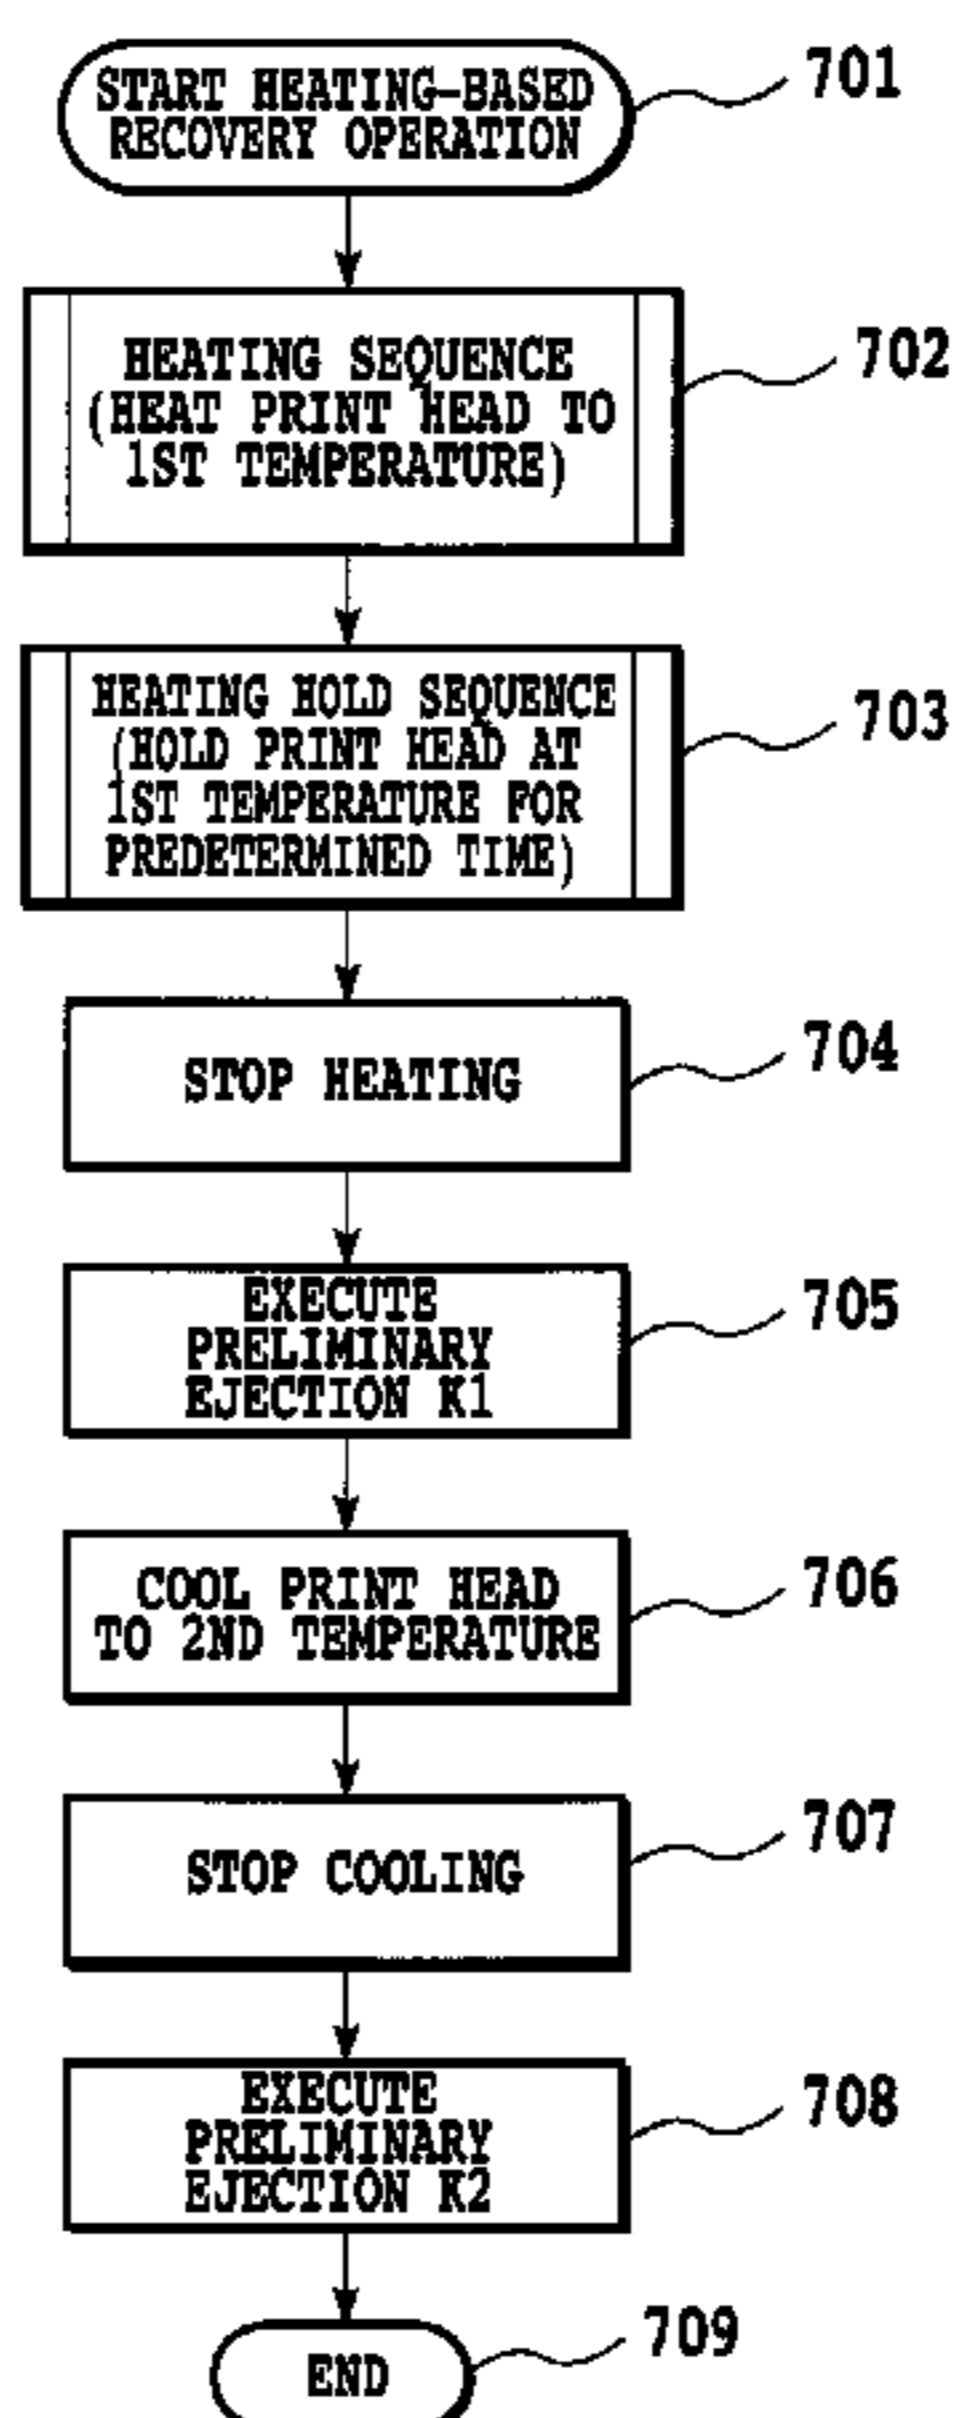 START HEATING-BASED
RECOVERY OPERATION
701
HEATING SEQUENCE
(HEAT PRINT HEAD TO
1ST TEMPERATURE)
702
HEATING HOLD SEQUENCE
(HOLD PRINT HEAD AT
1ST TEMPERATURE FOR
PREDETERMINED TIME)
703
STOP HEATING
704
EXECUTE
PRELIMINARY
EJECTION K1
705
COOL PRINT HEAD
TO 2ND TEMPERATURE
706
STOP COOLING
707
EXECUTE
PRELIMINARY
EJECTION K2
708
END
709